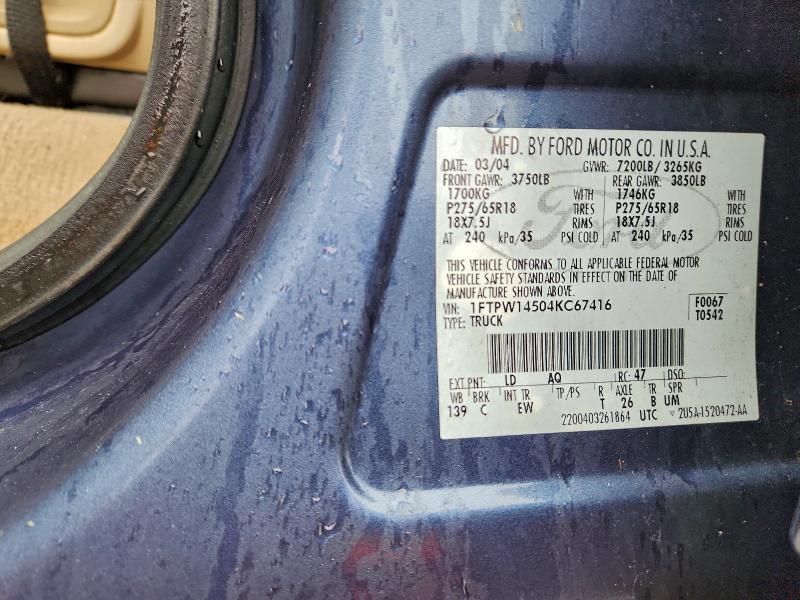 MFD. BY FORD MOTOR CO. IN U.S.A.
DATE: 03/04 GVWR: 7200LB/ 3265KG
FRONT GAWR: 3750LB REAR GAWR: 3850LB
1700KG WITH 1746KG WITH
P275/65R18 TIRES P275/65R18 TIRES
18X7.5J RIMS 18X7.5J RIMS
AT 240 kPa/35 PSI COLD AT 240 kPa/35 PSI COLD
Ford
THIS VEHICLE CONFORMS TO ALL APPLICABLE FEDERAL MOTOR
VEHICLE SAFETY STANDARDS IN EFFECT ON THE DATE OF
MANUFACTURE SHOWN ABOVE.
VIN: 1FTPW14504KC67416 F0067
TYPE: TRUCK T0542
EXT PNT: LD AQ RC: 47 DSO:
WB BRK INT TR TP/PS R AXLE TR SPR
139 C EW T 26 B UM
2200403261864 UTC ▽ 2U5A-1520472-AA